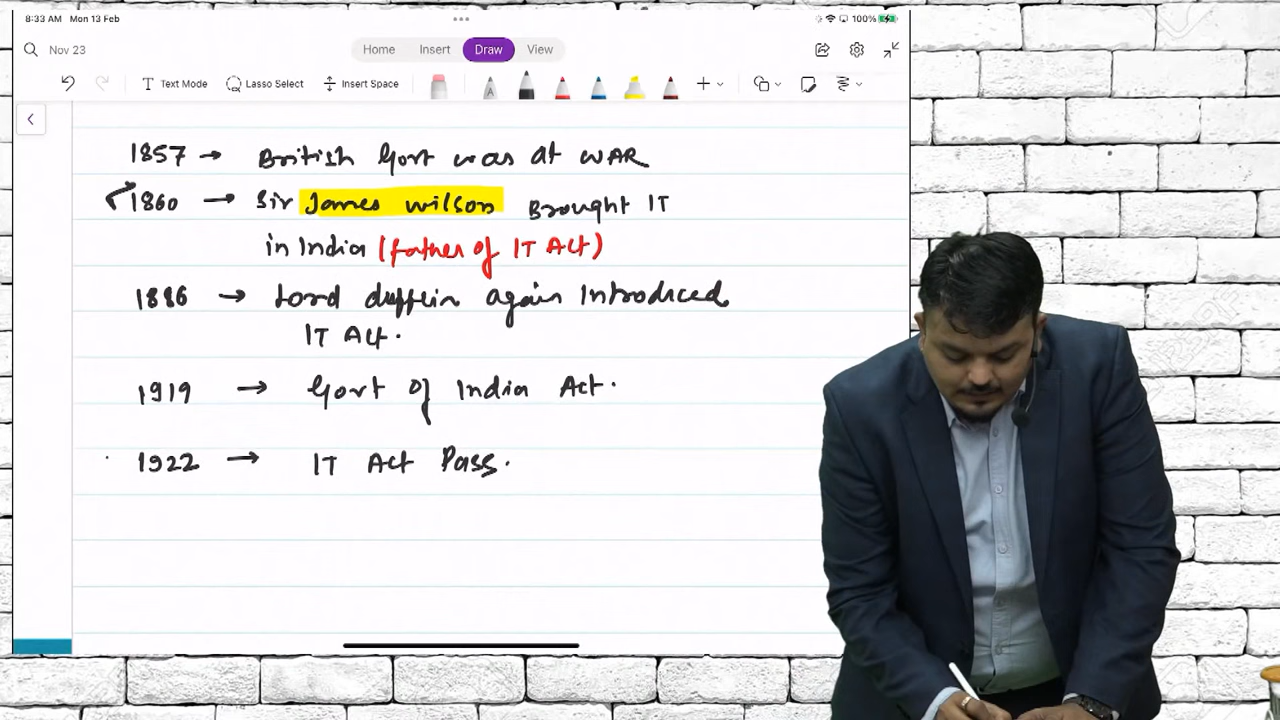 8:33 AM Mon 13 Feb
100%
Nov 23
Home Insert Draw View
Text Mode Lasso Select Insert Space
1857 → British Govt was at WAR
1860 → Sir James wilson Brought IT
in India (father of IT Act)
1886 → Lord dufflin again Introduced
IT Act.
1919 → Govt of India Act.
1922 → IT Act Pass.